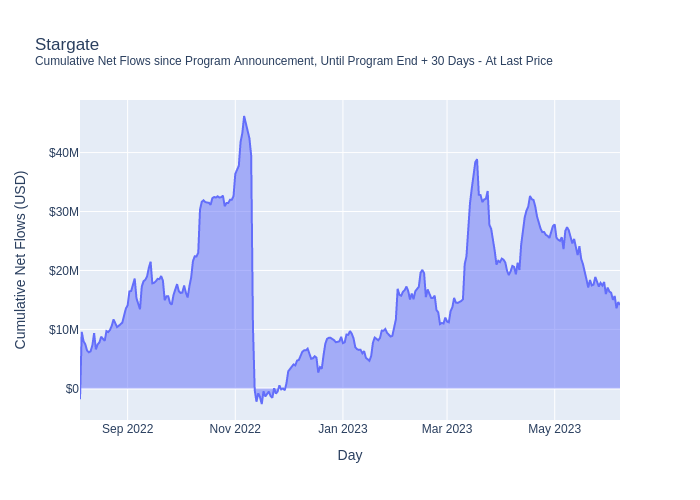 Stargate
Cumulative Net Flows since Program Announcement, Until Program End + 30 Days - At Last Price
Cumulative Net Flows (USD)
$40M
$30M
$20M
$10M
$0
Sep 2022
Nov 2022
Jan 2023
Mar 2023
May 2023
Day